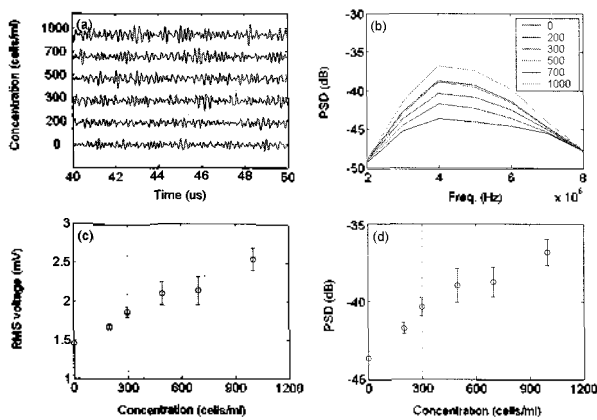 (a)
Concentration (cells/ml)
1000
700
500
300
200
0
40 42 44 46 48 50
Time (us)
(b)
PSD (dB)
-30
-35
-40
-45
-50
2 4 6 8
Freq. (Hz) x 10^6
0
200
300
500
700
1000
(c)
RMS voltage (mV)
3
2.5
2
1.5
1
0 300 600 900 1200
Concentration (cells/ml)
(d)
PSD (dB)
-35
-40
-45
0 300 600 900 1200
Concentration (cells/ml)